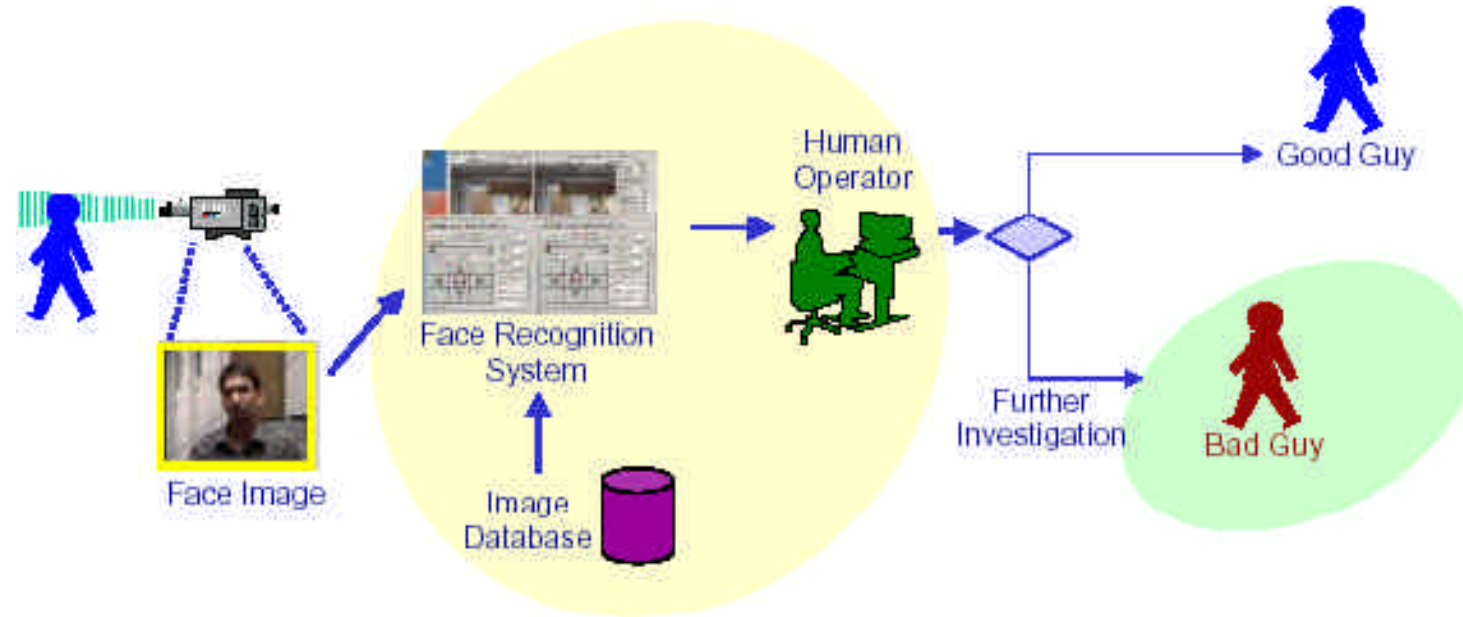 Human
Operator
Good Guy
Face Recognition
System
Further
Investigation
Bad Guy
Face Image
Image
Database